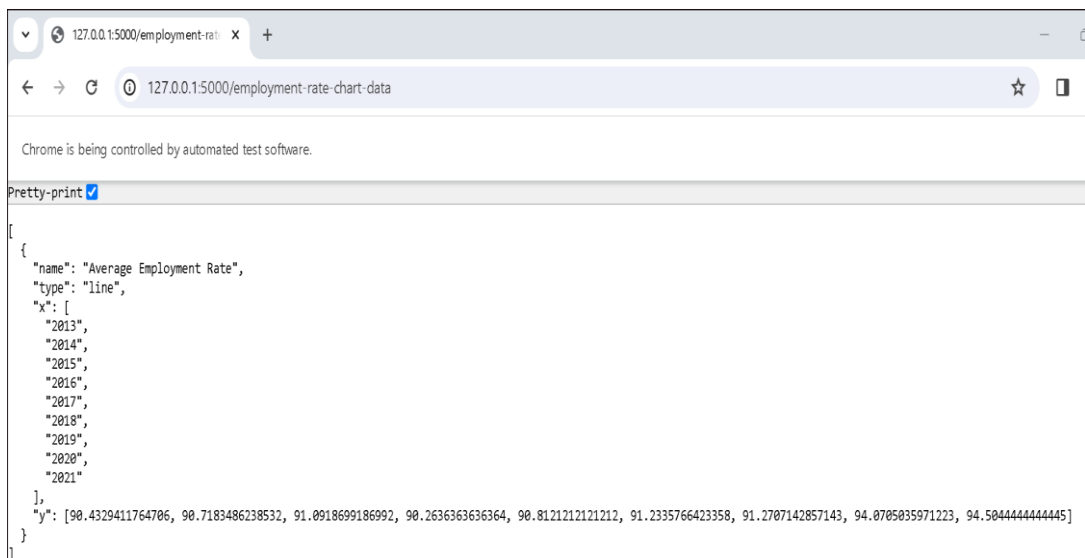 127.0.0.1:5000/employment-rat
127.0.0.1:5000/employment-rate-chart-data
Chrome is being controlled by automated test software.
Pretty-print
[
{
"name": "Average Employment Rate",
"type": "line",
"x": [
"2013",
"2014",
"2015",
"2016",
"2017",
"2018",
"2019",
"2020",
"2021"
],
"y": [90.4329411764706, 90.7183486238532, 91.0918699186992, 90.2636363636364, 90.8121212121212, 91.2335766423358, 91.2707142857143, 94.0705035971223, 94.5044444444445]
}
]